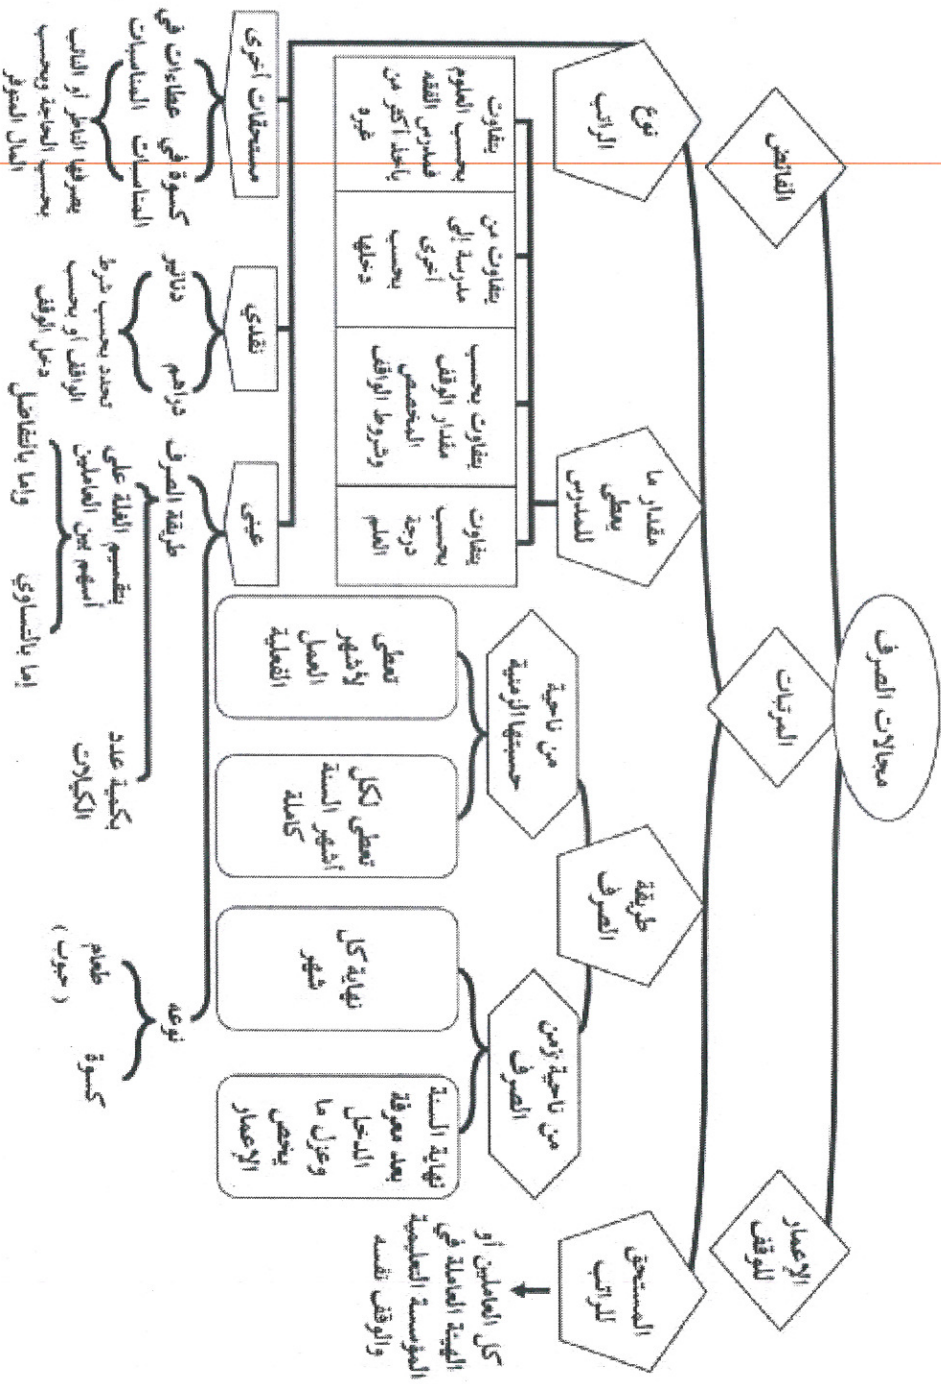 مجالات الصرف
الإعمار
للوقف
المرتبات
الفائض
المستحق
للراتب
طريقة
الصرف
مقدار ما
يعطى
للمدرس
نوع
الراتب
كل العاملين أو
الهيئة العاملة في
المؤسسة التعليمية
والوقف نفسه
من ناحية زمن
الصرف
من ناحية
حسبتها الزمنية
نهاية السنة
بعد معرفة
الدخل
وعزل ما
يخص
الإعمار
نهاية كل
شهر
تعطى لكل
أشهر السنة
كاملة
تعطى
لأشهر
العمل
الفعلية
يتفاوت
بحسب
درجة
العلم
يتفاوت بحسب
مقدار الوقف
المخصص
وشروط الواقف
يتفاوت من
مدرسة إلى
أخرى
بحسب
دخلها
يتفاوت
بحسب العلوم
فمدرس الفقه
يأخذ أكثر من
غيره
عيني
نقدي
مستحقات أخرى
نوعه
طريقة الصرف
كسوة
طعام
( حبوب )
بكمية عدد
الكيلات
بتقسيم الغلة على
أسهم بين العاملين
إما بالتساوي
وإما بالتفاضل
دراهم
دنانير
تحدد بحسب شرط
الواقف أو بحسب
دخل الوقف
كسوة في
المناسبات
عطاءات في
المناسبات
يصرفها الناظر أو النائب
بحسب الحاجة وبحسب
المال المتوفر